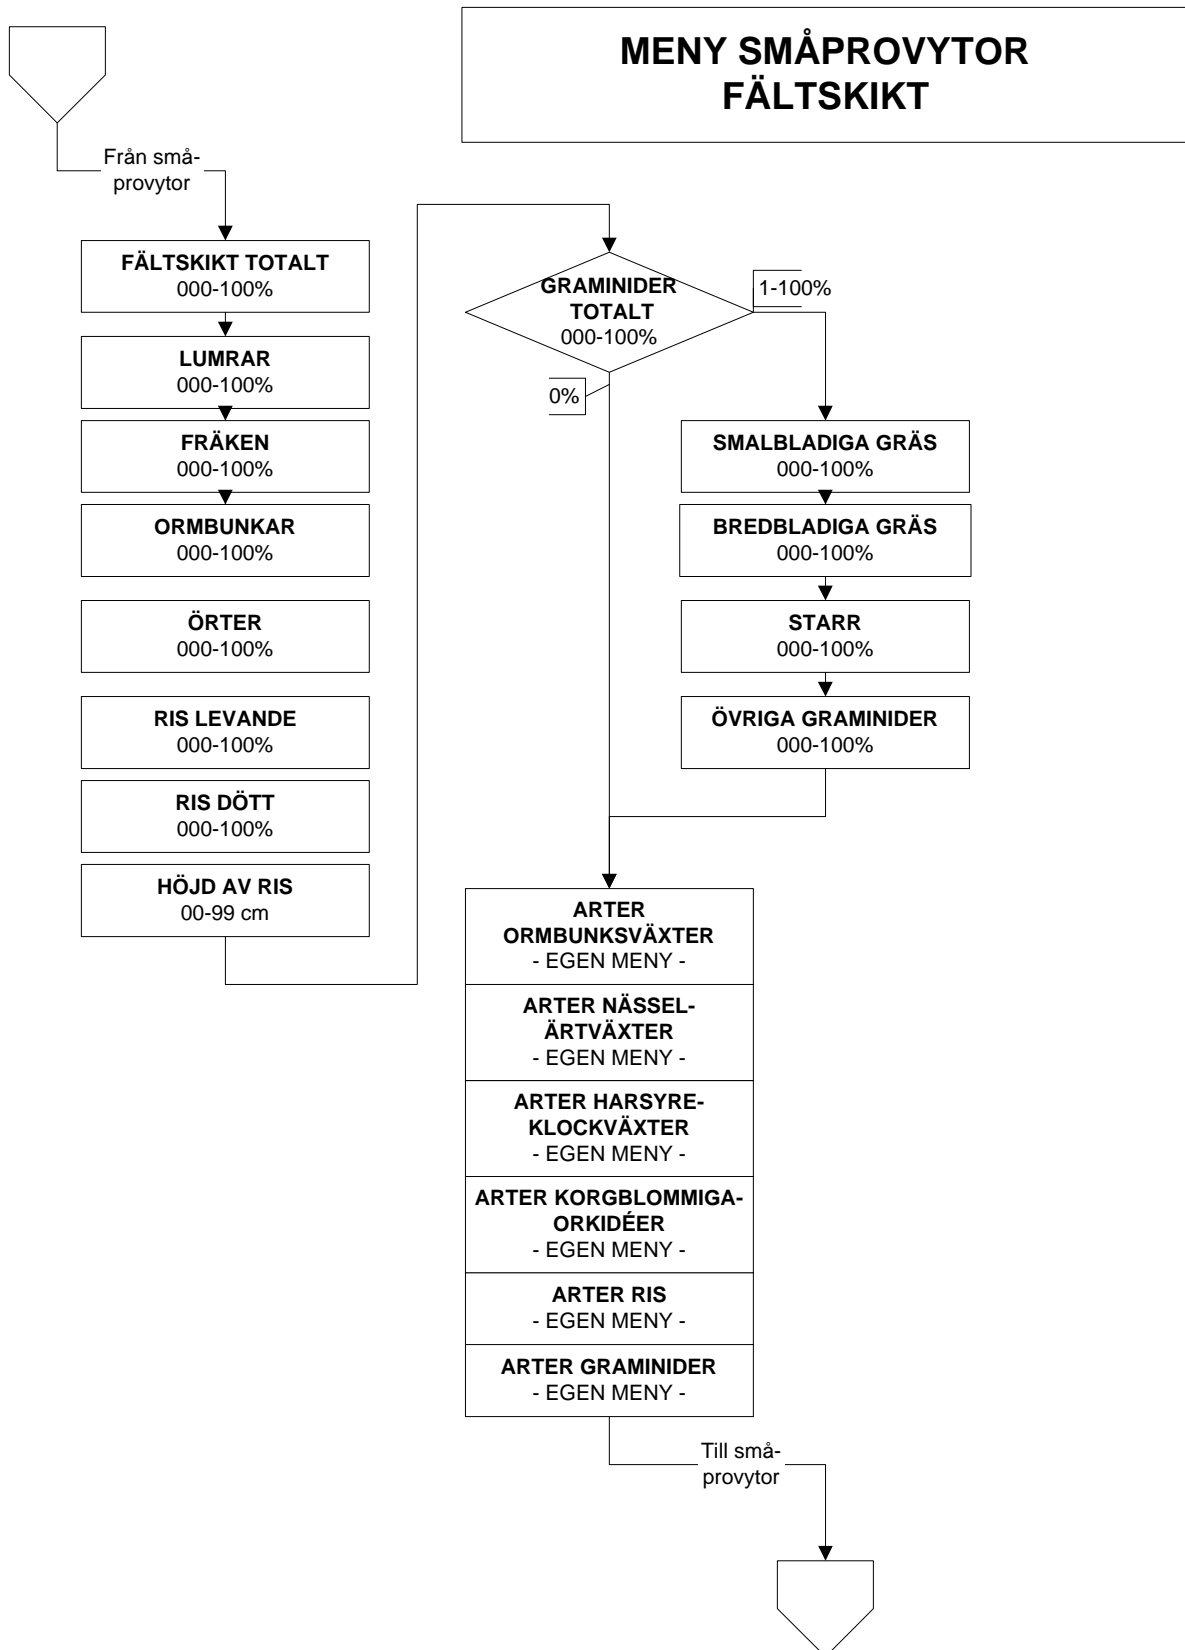 MENY SMÅPROVYTOR
FÄLTSKIKT
Från små-
provytor
FÄLTSKIKT TOTALT
000-100%
LUMRAR
000-100%
FRÄKEN
000-100%
ORMBUNKAR
000-100%
ÖRTER
000-100%
RIS LEVANDE
000-100%
RIS DÖTT
000-100%
HÖJD AV RIS
00-99 cm
GRAMINIDER
TOTALT
000-100%
1-100%
0%
SMALBLADIGA GRÄS
000-100%
BREDBLADIGA GRÄS
000-100%
STARR
000-100%
ÖVRIGA GRAMINIDER
000-100%
ARTER
ORMBUNKSVÄXTER
- EGEN MENY -
ARTER NÄSSEL-
ÄRTVÄXTER
- EGEN MENY -
ARTER HARSYRE-
KLOCKVÄXTER
- EGEN MENY -
ARTER KORGBLOMMIGA-
ORKIDÉER
- EGEN MENY -
ARTER RIS
- EGEN MENY -
ARTER GRAMINIDER
- EGEN MENY -
Till små-
provytor